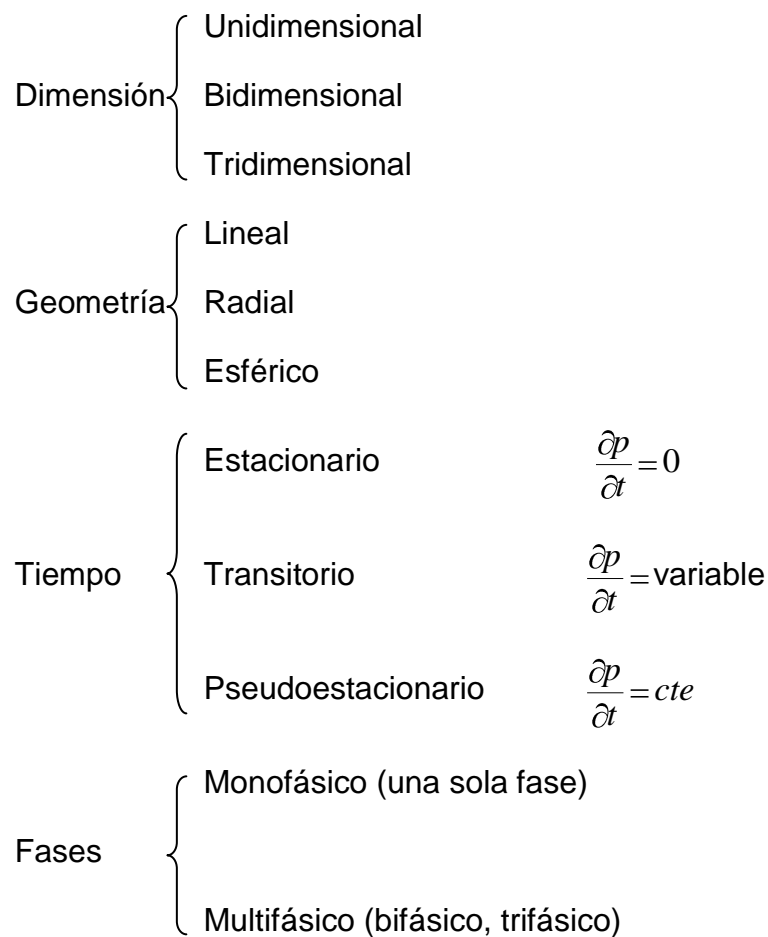 Unidimensional
Dimensión Bidimensional
Tridimensional
Lineal
Geometría Radial
Esférico
Estacionario ∂p/∂t = 0
Tiempo Transitorio ∂p/∂t = variable
Pseudoestacionario ∂p/∂t = cte
Monofásico (una sola fase)
Fases
Multifásico (bifásico, trifásico)